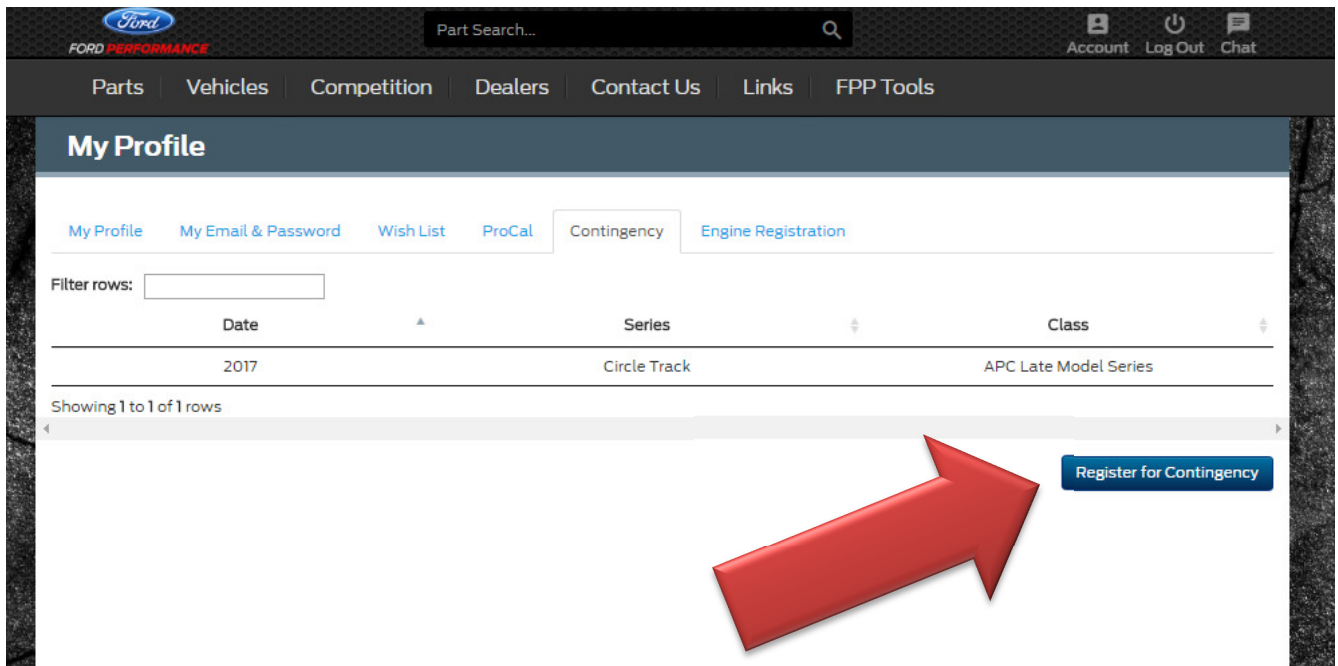 Ford
FORD PERFORMANCE
Part Search...
Account Log Out Chat
Parts Vehicles Competition Dealers Contact Us Links FPP Tools
My Profile
My Profile My Email & Password Wish List ProCal Contingency Engine Registration
Filter rows:
Date Series Class
2017 Circle Track APC Late Model Series
Showing 1 to 1 of 1 rows
Register for Contingency